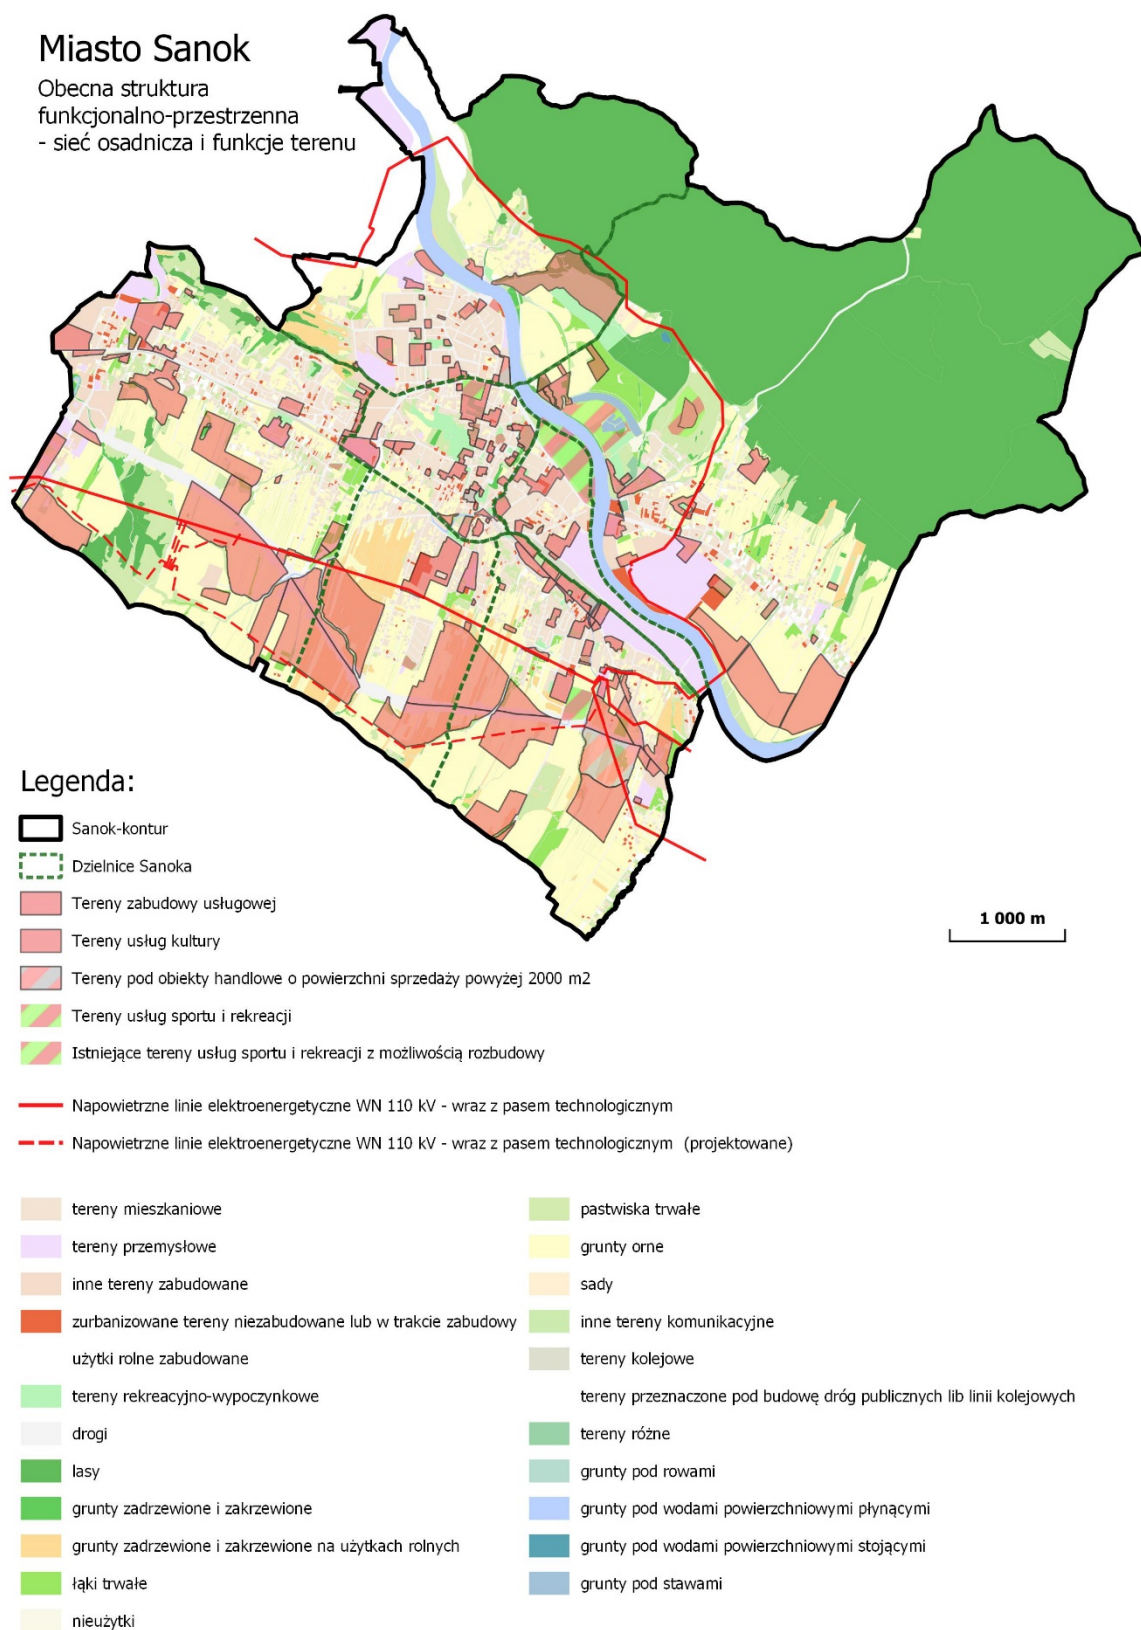 Miasto Sanok
Obecna struktura
funkcjonalno-przestrzenna
- sieć osadnicza i funkcje terenu
Legenda:
Sanok-kontur
Dzielnice Sanoka
Tereny zabudowy usługowej
Tereny usług kultury
Tereny pod obiekty handlowe o powierzchni sprzedaży powyżej 2000 m2
Tereny usług sportu i rekreacji
Istniejące tereny usług sportu i rekreacji z możliwością rozbudowy
1 000 m
Napowietrzne linie elektroenergetyczne WN 110 kV - wraz z pasem technologicznym
Napowietrzne linie elektroenergetyczne WN 110 kV - wraz z pasem technologicznym (projektowane)
tereny mieszkaniowe
tereny przemysłowe
inne tereny zabudowane
zurbanizowane tereny niezabudowane lub w trakcie zabudowy
użytki rolne zabudowane
tereny rekreacyjno-wypoczynkowe
drogi
lasy
grunty zadrzewione i zakrzewione
grunty zadrzewione i zakrzewione na użytkach rolnych
łąki trwałe
nieużytki
pastwiska trwałe
grunty orne
sady
inne tereny komunikacyjne
tereny kolejowe
tereny przeznaczone pod budowę dróg publicznych lib linii kolejowych
tereny różne
grunty pod rowami
grunty pod wodami powierzchniowymi płynącymi
grunty pod wodami powierzchniowymi stojącymi
grunty pod stawami